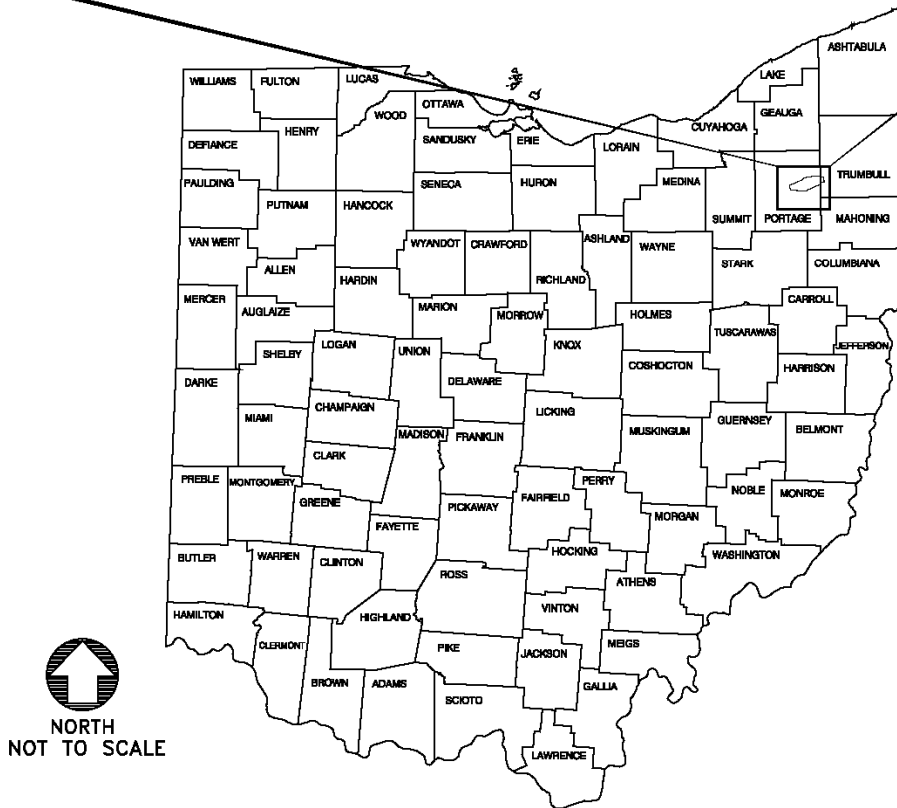 ASHTABULA
LAKE
WILLIAMS
FULTON
LUCAS
GEAUGA
OTTAWA
WOOD
CUYAHOGA
HENRY
SANDUSKY
ERIE
LORAIN
DEFIANCE
TRUMBULL
PAULDING
SENECA
HURON
MEDINA
PUTNAM
HANCOCK
SUMMIT
PORTAGE
MAHONING
VAN WERT
WYANDOT
CRAWFORD
ASHLAND
WAYNE
ALLEN
STARK
COLUMBIANA
HARDIN
RICHLAND
MERCER
CARROLL
AUGLAIZE
MARION
MORROW
HOLMES
TUSCARAWAS
LOGAN
UNION
KNOX
JEFFERSON
SHELBY
COSHOCTON
HARRISON
DARKE
DELAWARE
CHAMPAIGN
LICKING
MIAMI
GUERNSEY
MADISON
FRANKLIN
MUSKINGUM
BELMONT
CLARK
PREBLE
MONTGOMERY
PERRY
NOBLE
MONROE
FAIRFIELD
GREENE
PICKAWAY
MORGAN
FAYETTE
HOCKING
WASHINGTON
BUTLER
WARREN
CLINTON
ROSS
ATHENS
VINTON
HAMILTON
HIGHLAND
CLERMONT
PIKE
JACKSON
MEIGS
BROWN
ADAMS
GALLIA
SCIOTO
NORTH
NOT TO SCALE
LAWRENCE